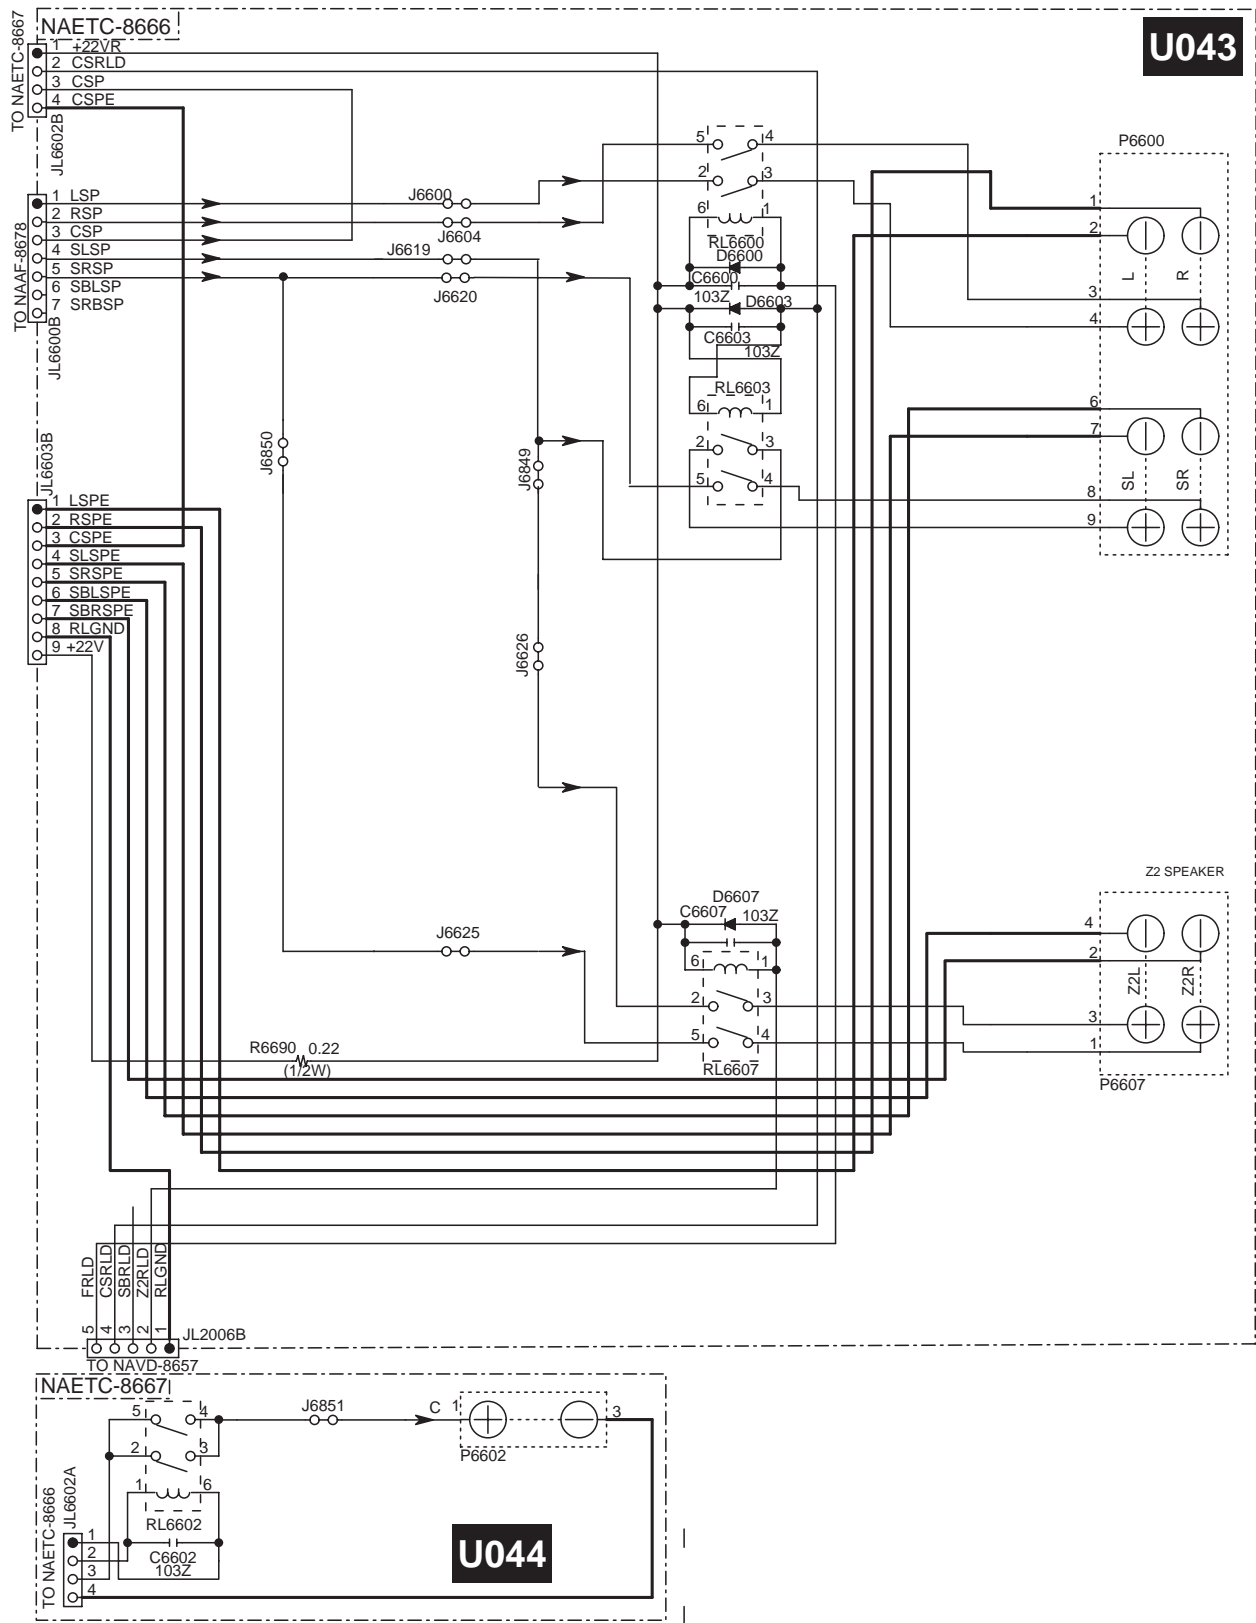 NAETC-8666
U043
TO NAETC-8667
1 +22VR
2 CSRLD
3 CSP
4 CSPE
JL6602B
P6600
5
4
2
3
6
1
RL6600
D6600
C6600
103Z
D6603
C6603
103Z
RL6603
6
1
2
3
5
4
TO NAAF-8678
1 LSP
2 RSP
3 CSP
4 SLSP
5 SRSP
6 SBLSP
7 SRBSP
JL6600B
J6600
J6604
J6619
J6620
1
2
L
R
3
4
6
7
SL
SR
8
9
J6850
J6849
JL6603B
1 LSPE
2 RSPE
3 CSPE
4 SLSPE
5 SRSPE
6 SBLSPE
7 SBRSPE
8 RLGND
9 +22V
J6626
Z2 SPEAKER
D6607
C6607
103Z
J6625
6
1
2
3
5
4
RL6607
4
2
Z2L
Z2R
3
1
P6607
R6690 0.22
(1/2W)
FRLD
CSRLD
SBRLD
Z2RLD
RLGND
5
4
3
2
1
JL2006B
TO NAVD-8657
NAETC-8667
5
4
2
3
1
6
RL6602
C6602
103Z
J6851
C
1
3
P6602
TO NAETC-8666
JL6602A
1
2
3
4
U044